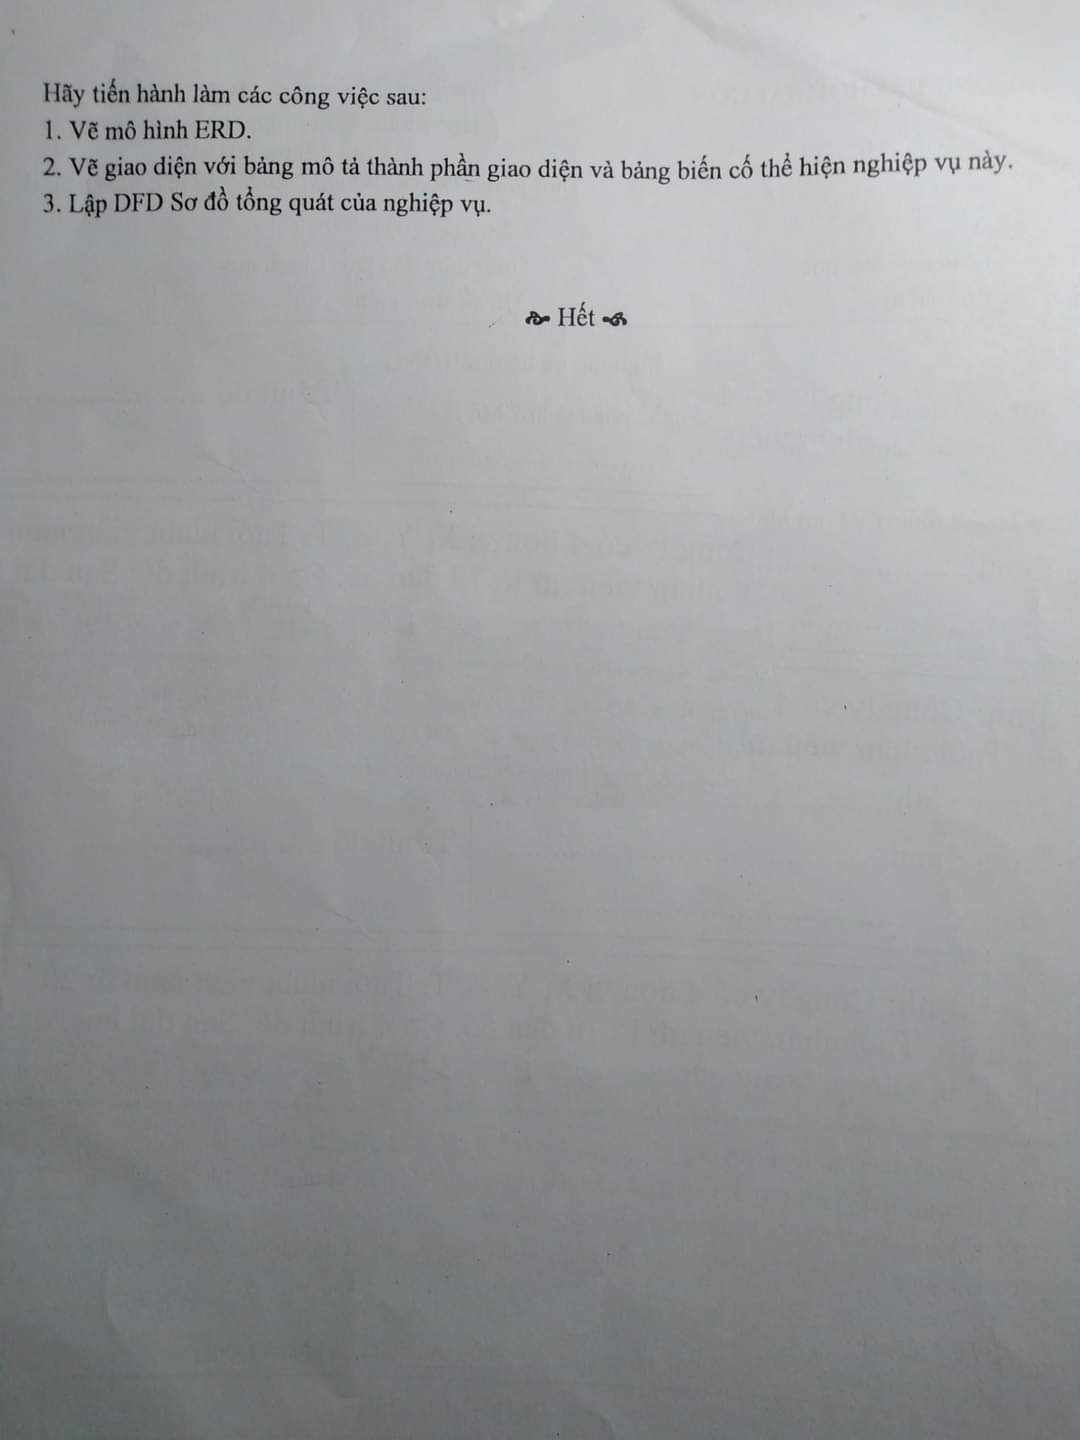 Hãy tiến hành làm các công việc sau:
1. Vẽ mô hình ERD.
2. Vẽ giao diện với bảng mô tả thành phần giao diện và bảng biến cố thể hiện nghiệp vụ này.
3. Lập DFD Sơ đồ tổng quát của nghiệp vụ.
Hết